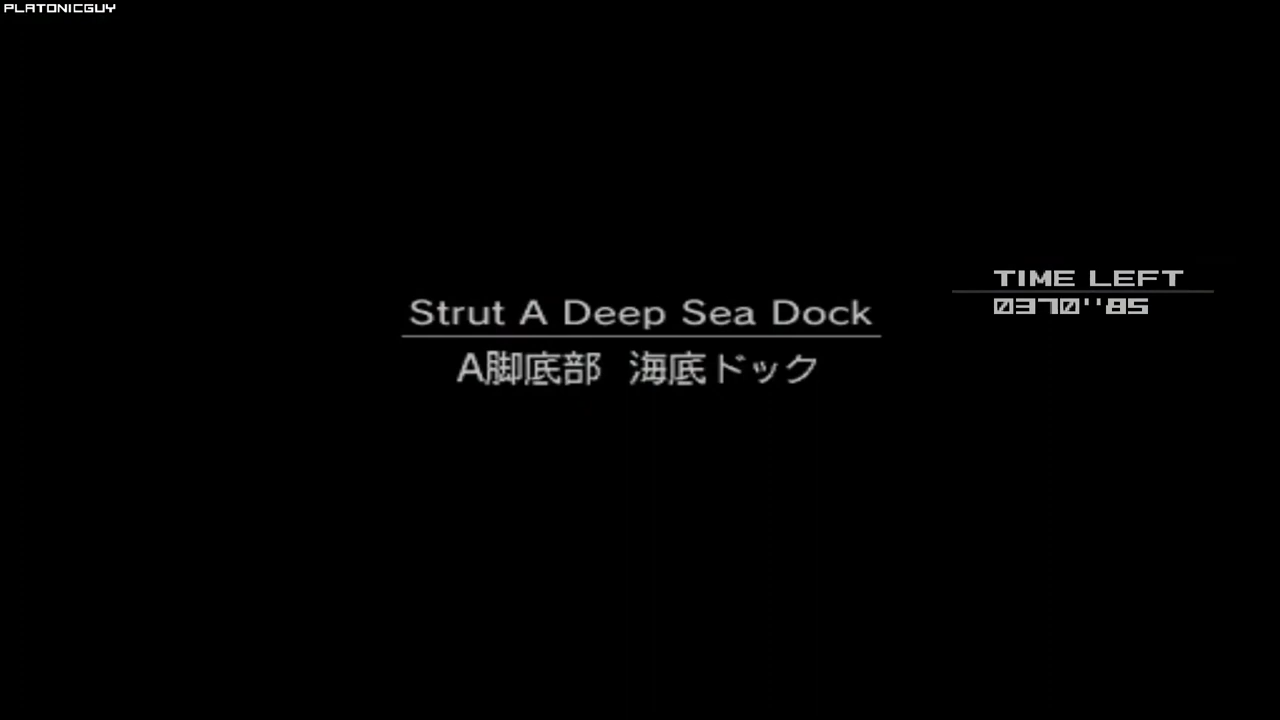 PLATONICGUY
TIME LEFT
0370"85
Strut A Deep Sea Dock
A脚底部 海底ドック